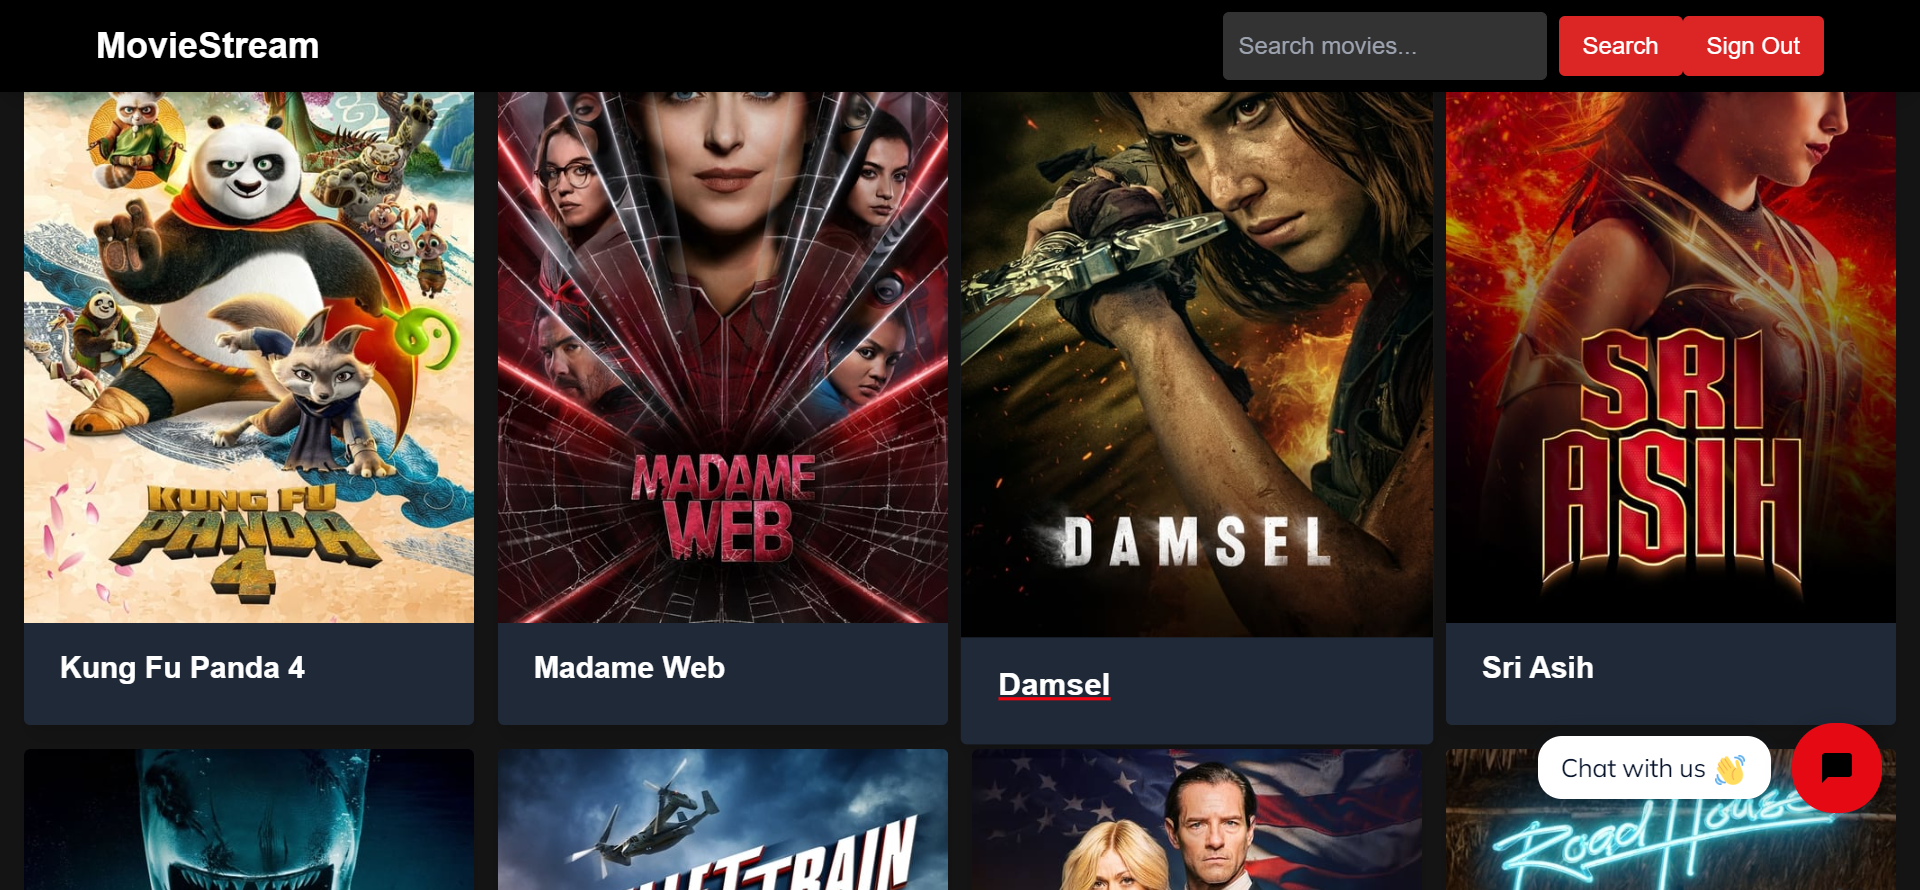 MovieStream
Search movies...
Search
Sign Out
KUNG FU
PANDA
4
MADAME
WEB
DAMSEL
SRI
ASIH
Kung Fu Panda 4
Madame Web
Damsel
Sri Asih
Chat with us 👋
TRAIN
Road House